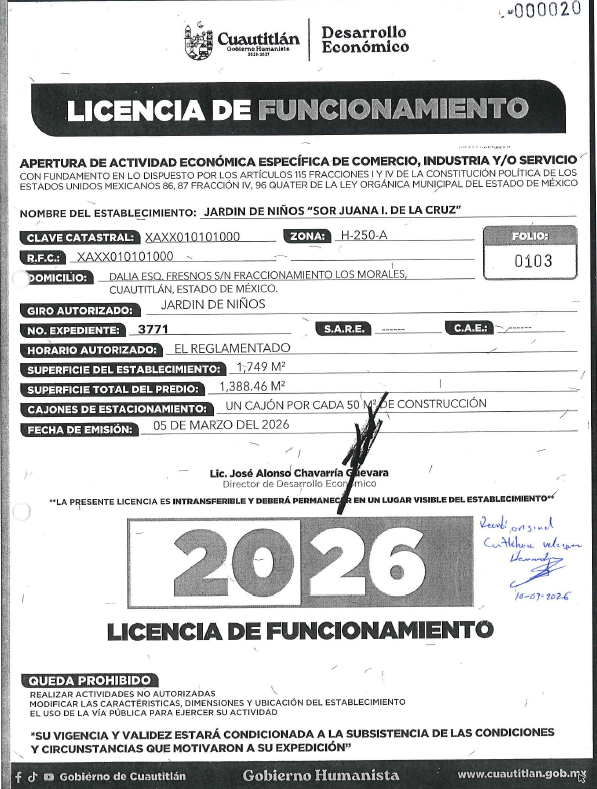 000020
Cuautitlán
Gobierno Humanista
2025-2027
Desarrollo
Económico
LICENCIA DE FUNCIONAMIENTO
APERTURA DE ACTIVIDAD ECONÓMICA ESPECÍFICA DE COMERCIO, INDUSTRIA Y/O SERVICIO
CON FUNDAMENTO EN LO DISPUESTO POR LOS ARTÍCULOS 115 FRACCIONES I Y IV DE LA CONSTITUCIÓN POLÍTICA DE LOS
ESTADOS UNIDOS MEXICANOS 86, 87 FRACCIÓN IV, 96 QUATER DE LA LEY ORGÁNICA MUNICIPAL DEL ESTADO DE MÉXICO
NOMBRE DEL ESTABLECIMIENTO: JARDIN DE NIÑOS "SOR JUANA I. DE LA CRUZ"
CLAVE CATASTRAL: XAXX010101000 ZONA: H-250-A FOLIO:
R.F.C.: XAXX010101000 0103
DOMICILIO: DALIA ESQ. FRESNOS S/N FRACCIONAMIENTO LOS MORALES,
CUAUTITLÁN, ESTADO DE MÉXICO.
GIRO AUTORIZADO: JARDIN DE NIÑOS
NO. EXPEDIENTE: 3771 S.A.R.E. ------ C.A.E.: ------
HORARIO AUTORIZADO: EL REGLAMENTADO
SUPERFICIE DEL ESTABLECIMIENTO: 1,749 M²
SUPERFICIE TOTAL DEL PREDIO: 1,388.46 M²
CAJONES DE ESTACIONAMIENTO: UN CAJÓN POR CADA 50 M² DE CONSTRUCCIÓN
FECHA DE EMISIÓN: 05 DE MARZO DEL 2026
Lic. José Alonso Chavarría Guevara
Director de Desarrollo Económico
**LA PRESENTE LICENCIA ES INTRANSFERIBLE Y DEBERÁ PERMANECER EN UN LUGAR VISIBLE DEL ESTABLECIMIENTO**
2026
Recibí original
10-03-2026
LICENCIA DE FUNCIONAMIENTO
QUEDA PROHIBIDO
REALIZAR ACTIVIDADES NO AUTORIZADAS
MODIFICAR LAS CARACTERÍSTICAS, DIMENSIONES Y UBICACIÓN DEL ESTABLECIMIENTO
EL USO DE LA VÍA PÚBLICA PARA EJERCER SU ACTIVIDAD
"SU VIGENCIA Y VALIDEZ ESTARÁ CONDICIONADA A LA SUBSISTENCIA DE LAS CONDICIONES
Y CIRCUNSTANCIAS QUE MOTIVARON A SU EXPEDICIÓN"
Gobierno de Cuautitlán Gobierno Humanista www.cuautitlan.gob.mx